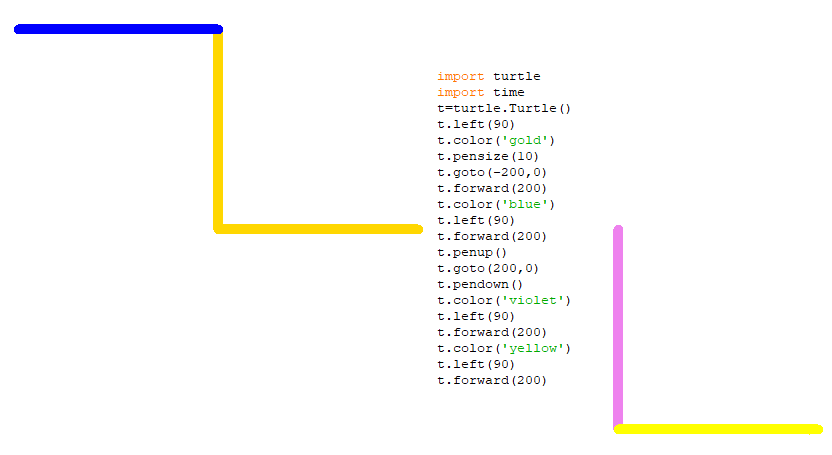 import turtle
import time
t=turtle.Turtle()
t.left(90)
t.color('gold')
t.pensize(10)
t.goto(-200,0)
t.forward(200)
t.color('blue')
t.left(90)
t.forward(200)
t.penup()
t.goto(200,0)
t.pendown()
t.color('violet')
t.left(90)
t.forward(200)
t.color('yellow')
t.left(90)
t.forward(200)